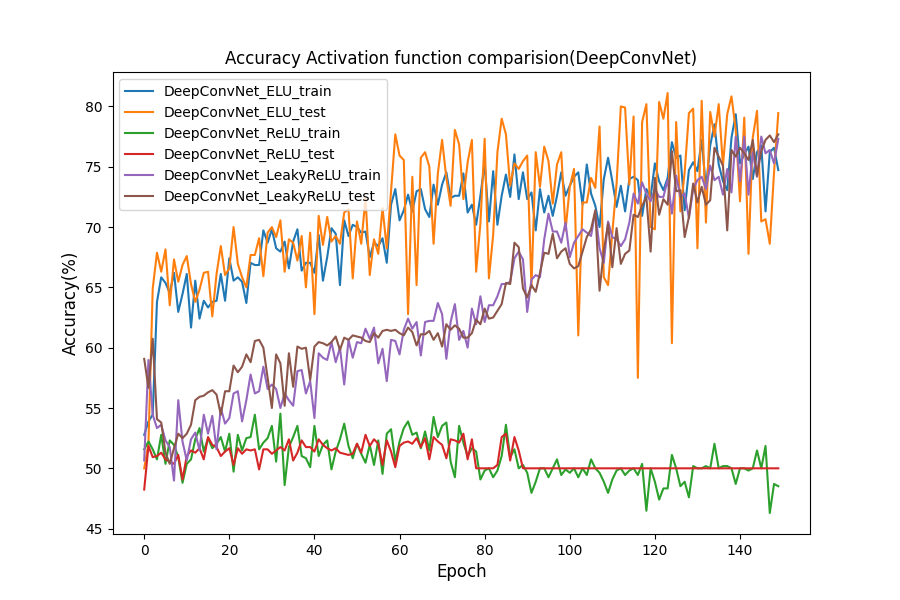 Accuracy Activation function comparision(DeepConvNet)
DeepConvNet_ELU_train
DeepConvNet_ELU_test
DeepConvNet_ReLU_train
DeepConvNet_ReLU_test
DeepConvNet_LeakyReLU_train
DeepConvNet_LeakyReLU_test
Accuracy(%)
80
75
70
65
60
55
50
45
0 20 40 60 80 100 120 140
Epoch